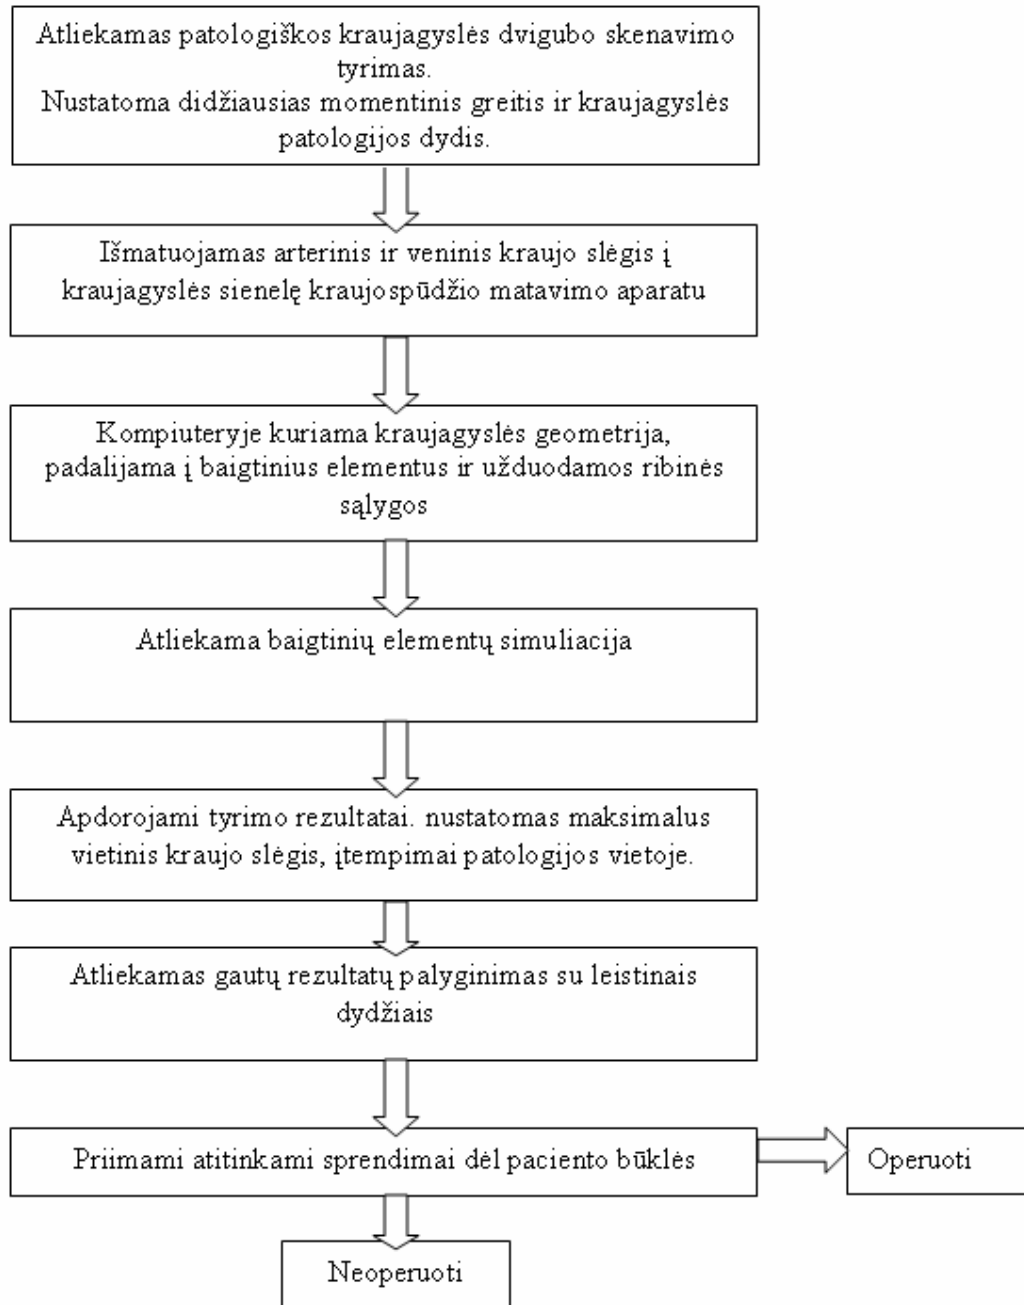 Atliekamas patologiškos kraujagyslės dvigubo skenavimo
tyrimas.
Nustatoma didžiausias momentinis greitis ir kraujagyslės
patologijos dydis.
Išmatuojamas arterinis ir veninis kraujo slėgis į
kraujagyslės sienelę kraujospūdžio matavimo aparatu
Kompiuteryje kuriama kraujagyslės geometrija,
padalijama į baigtinius elementus ir užduodamos ribinės
sąlygos
Atliekama baigtinių elementų simuliacija
Apdorojami tyrimo rezultatai. nustatomas maksimalus
vietinis kraujo slėgis, įtempimai patologijos vietoje.
Atliekamas gautų rezultatų palyginimas su leistinais
dydžiais
Priimami atitinkami sprendimai dėl paciento būklės
Operuoti
Neoperuoti